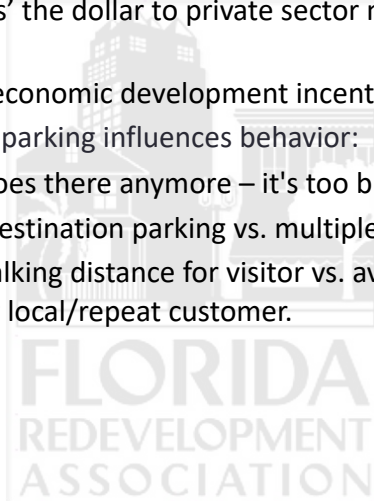 s’ the dollar to private sector
economic development incent
parking influences behavior:
oes there anymore – it's too b
estination parking vs. multiple
lking distance for visitor vs. av
local/repeat customer.
FLORIDA
REDEVELOPMENT
ASSOCIATION